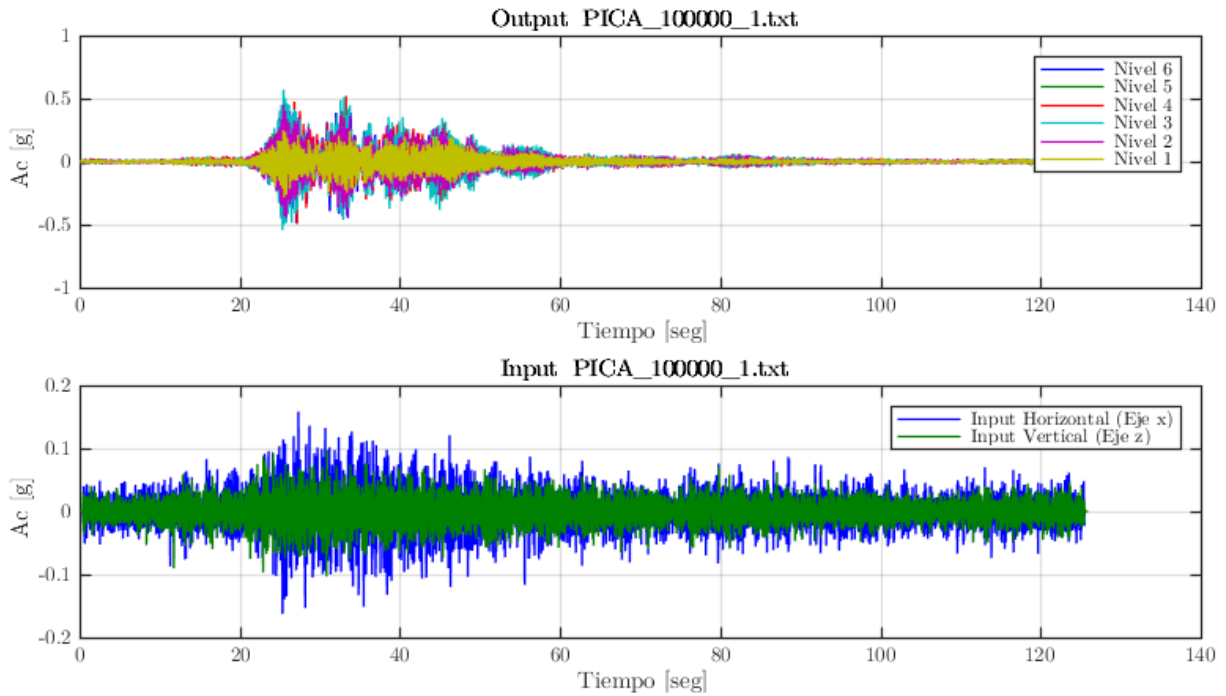 Output PICA_100000_1.txt
1
0.5
0
-0.5
-1
Ac [g]
Nivel 6
Nivel 5
Nivel 4
Nivel 3
Nivel 2
Nivel 1
0 20 40 60 80 100 120 140
Tiempo [seg]
Input PICA_100000_1.txt
0.2
0.1
0
-0.1
-0.2
Ac [g]
Input Horizontal (Eje x)
Input Vertical (Eje z)
0 20 40 60 80 100 120 140
Tiempo [seg]